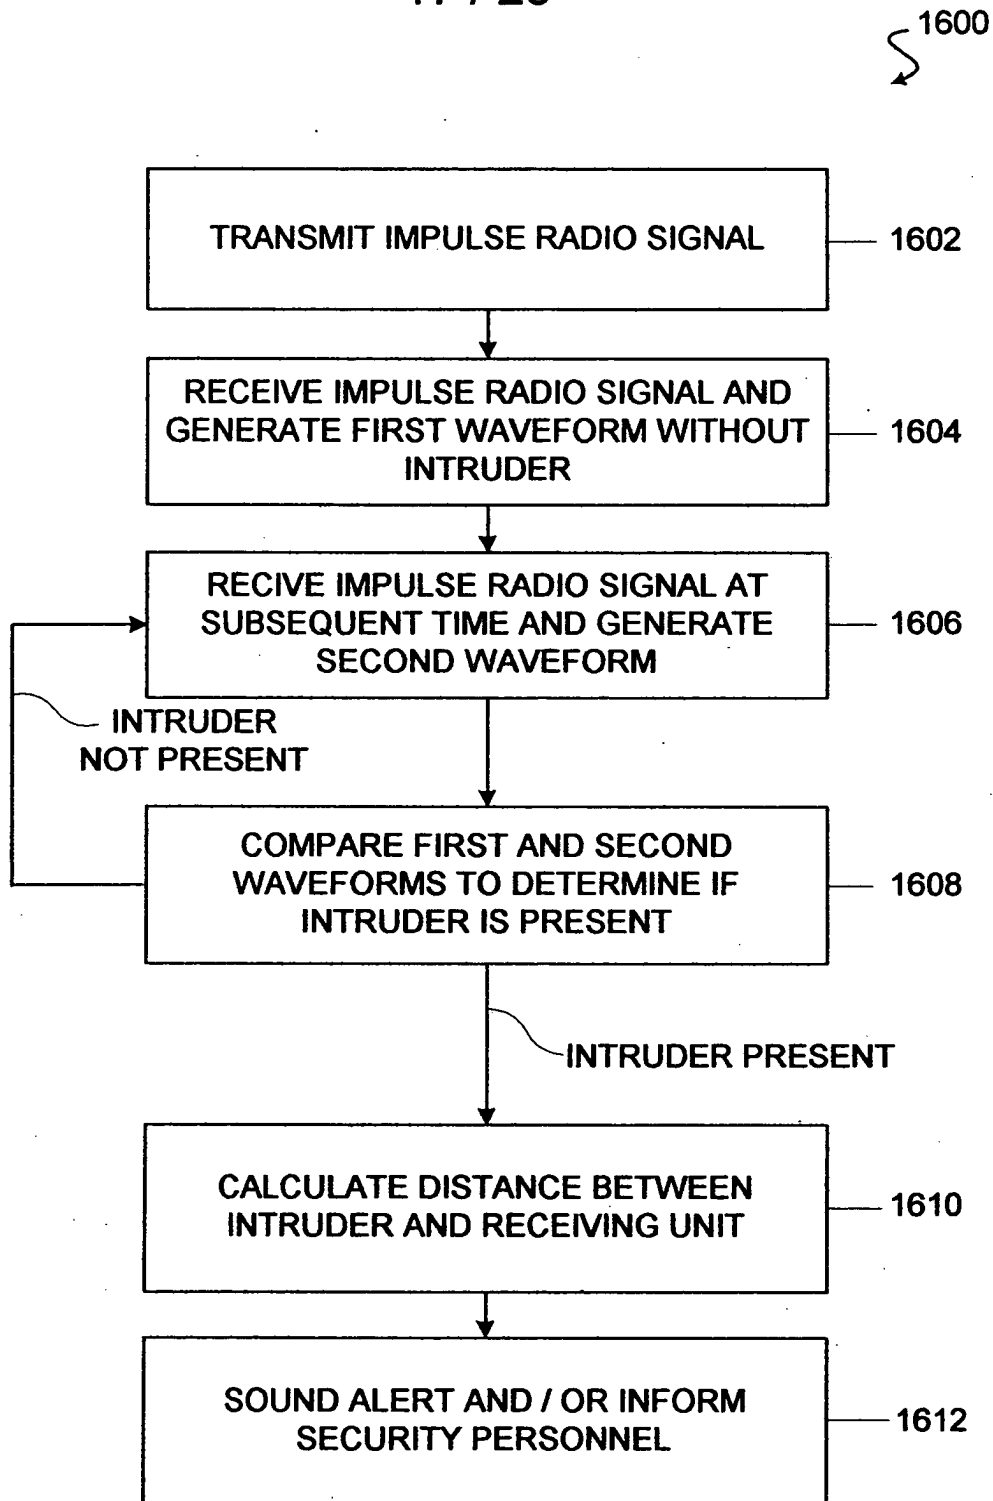 1600
TRANSMIT IMPULSE RADIO SIGNAL
1602
RECEIVE IMPULSE RADIO SIGNAL AND
GENERATE FIRST WAVEFORM WITHOUT
INTRUDER
1604
RECIVE IMPULSE RADIO SIGNAL AT
SUBSEQUENT TIME AND GENERATE
SECOND WAVEFORM
1606
INTRUDER
NOT PRESENT
COMPARE FIRST AND SECOND
WAVEFORMS TO DETERMINE IF
INTRUDER IS PRESENT
1608
INTRUDER PRESENT
CALCULATE DISTANCE BETWEEN
INTRUDER AND RECEIVING UNIT
1610
SOUND ALERT AND / OR INFORM
SECURITY PERSONNEL
1612